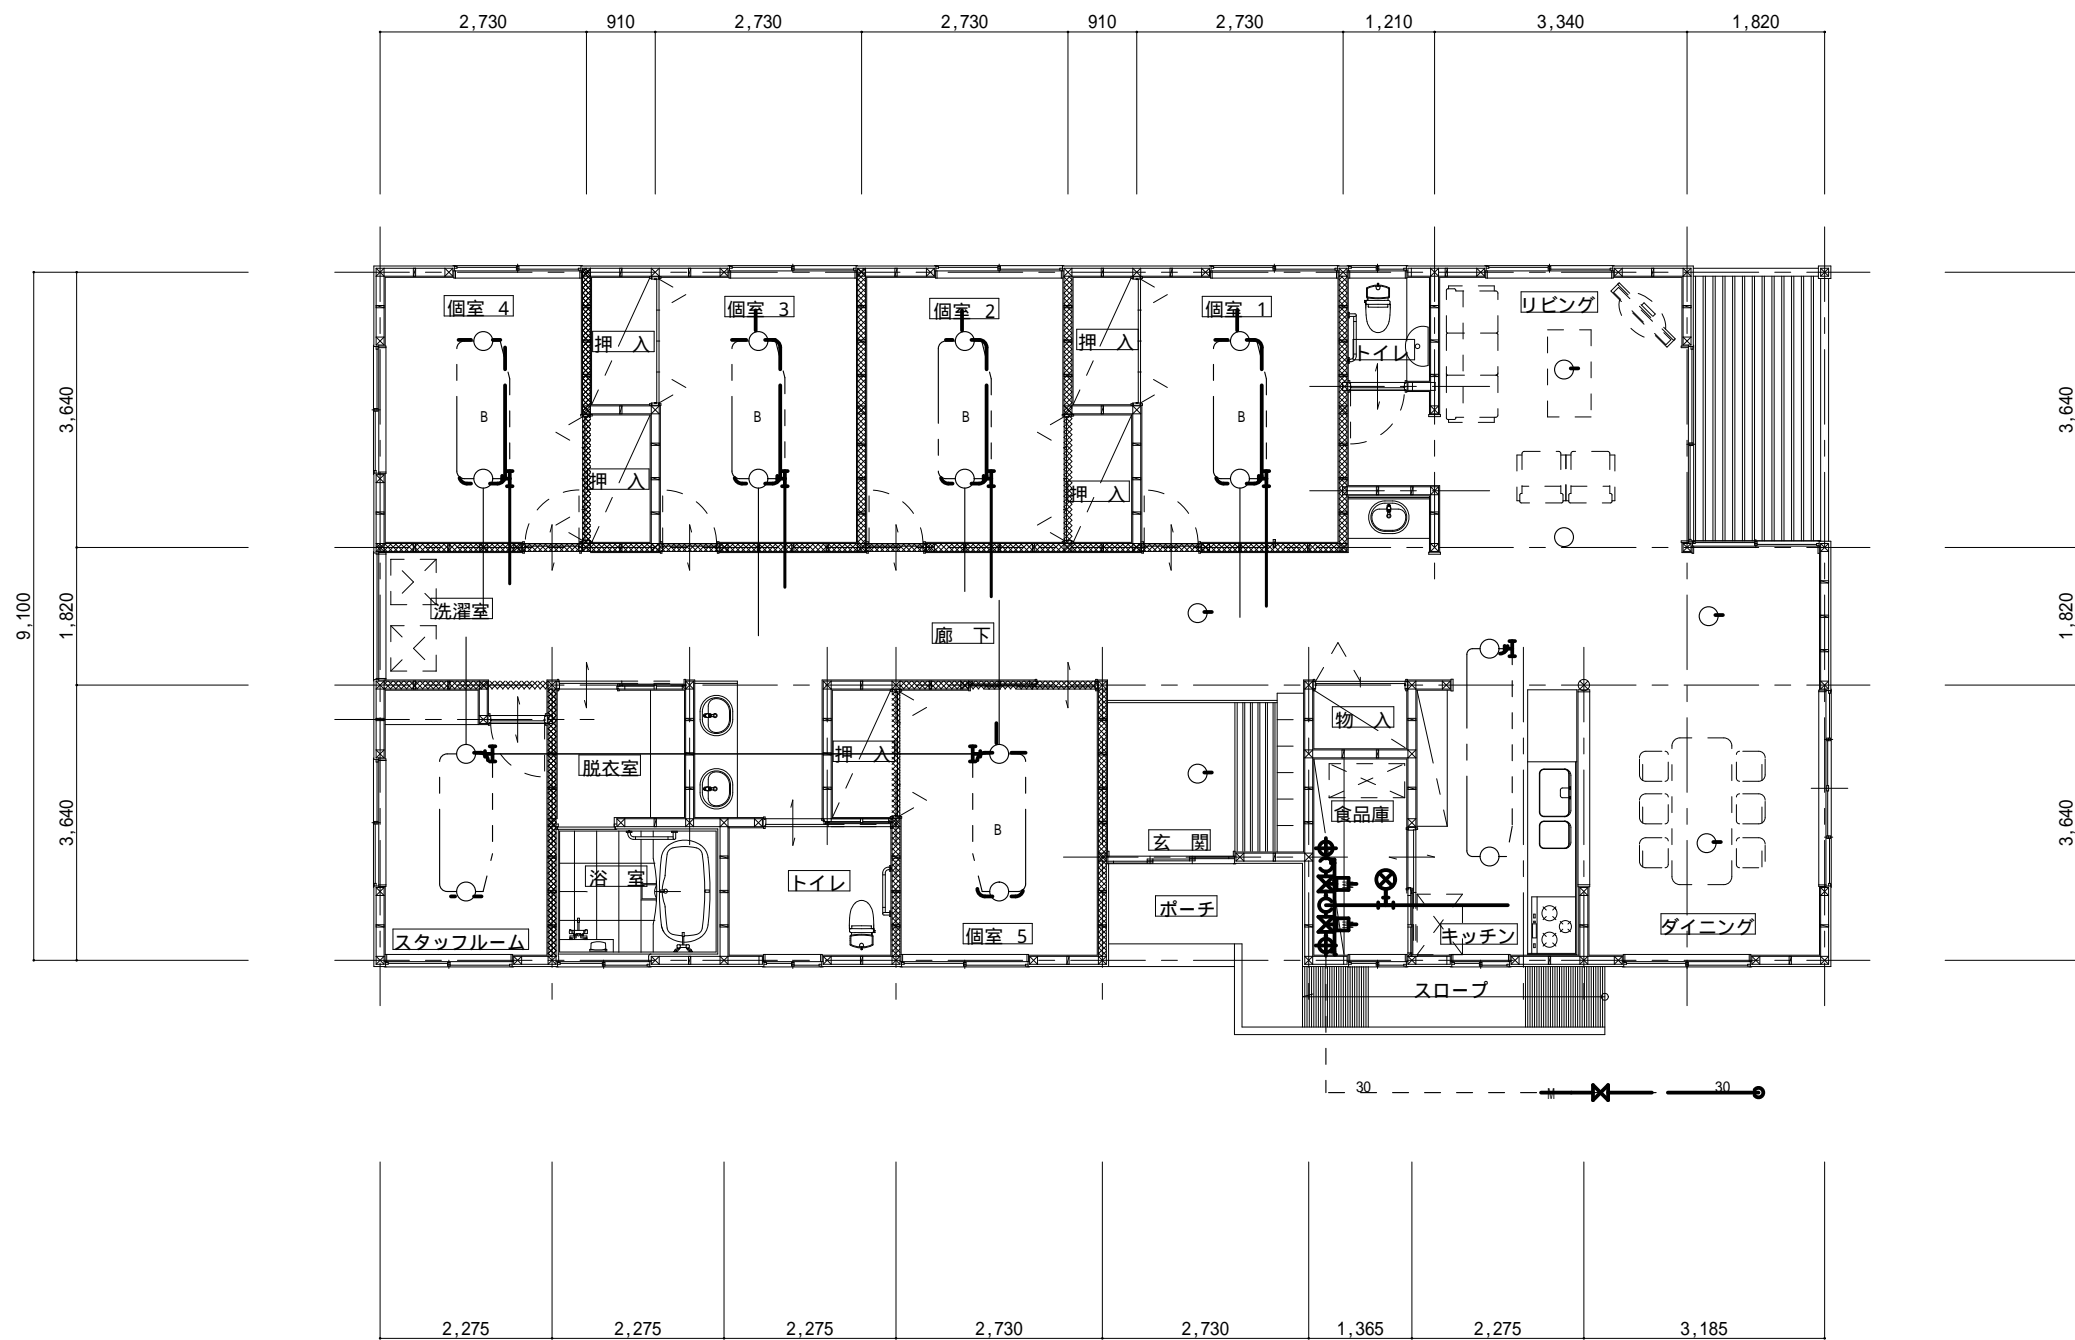 2,730 910 2,730 2,730 910 2,730 1,210 3,340 1,820
個室 4 個室 3 個室 2 個室 1 リビング
押 入 押 入 トイレ
3,640 B B B B 3,640
押 入 押 入
9,100 1,820 洗濯室 廊 下 1,820
物 入
脱衣室 押 入
食品庫
3,640 B 玄 関 3,640
浴 室 トイレ
ポーチ
スタッフルーム 個室 5 キッチン ダイニング
スロープ
30 M 30
2,275 2,275 2,275 2,730 2,730 1,365 2,275 3,185